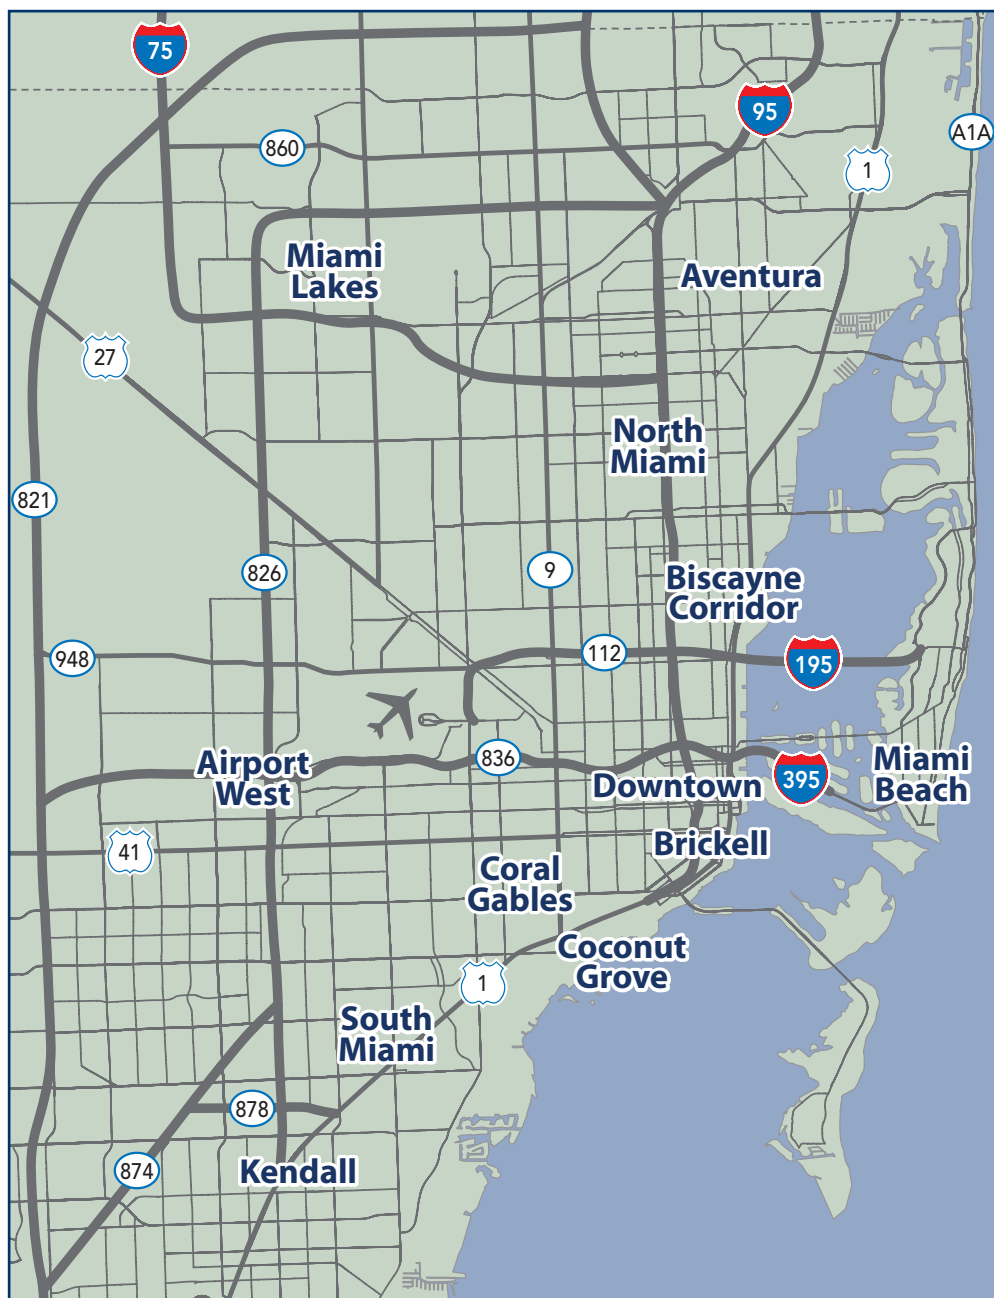 75
95
A1A
860
1
Miami
Lakes
Aventura
27
North
Miami
821
826
9
Biscayne
Corridor
948
112
195
836
Airport
West
Miami
Beach
395
Downtown
41
Brickell
Coral
Gables
Coconut
Grove
1
South
Miami
878
874
Kendall